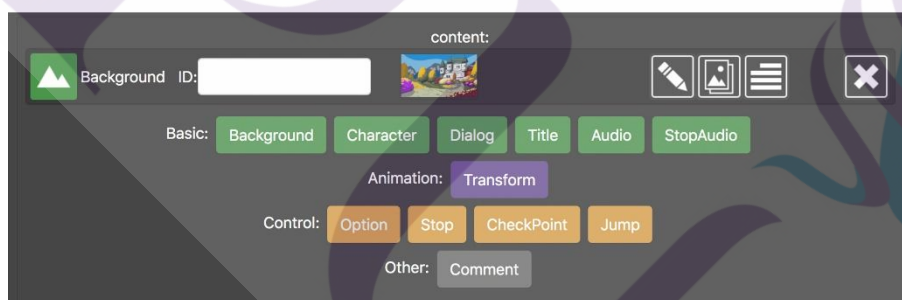 content:
Background ID:
Basic: Background Character Dialog Title Audio StopAudio
Animation: Transform
Control: Option Stop CheckPoint Jump
Other: Comment